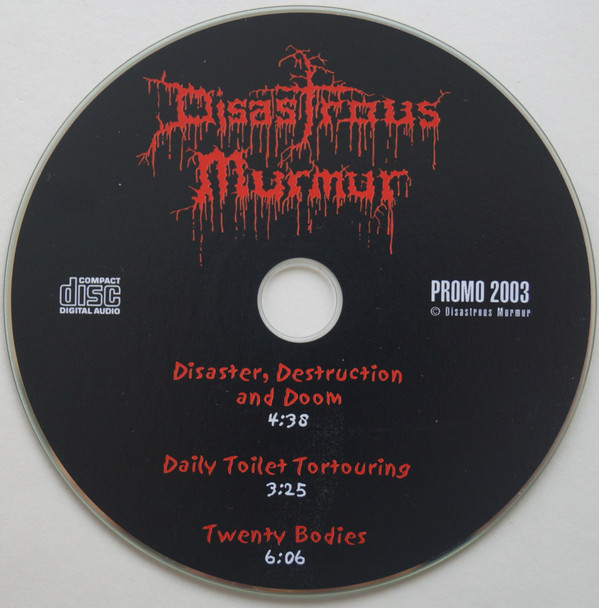 Disastrous
Murmur
COMPACT
disc
DIGITAL AUDIO
PROMO 2003
© Disastrous Murmur
Disaster, Destruction
and Doom
4:38
Daily Toilet Tortouring
3:25
Twenty Bodies
6:06